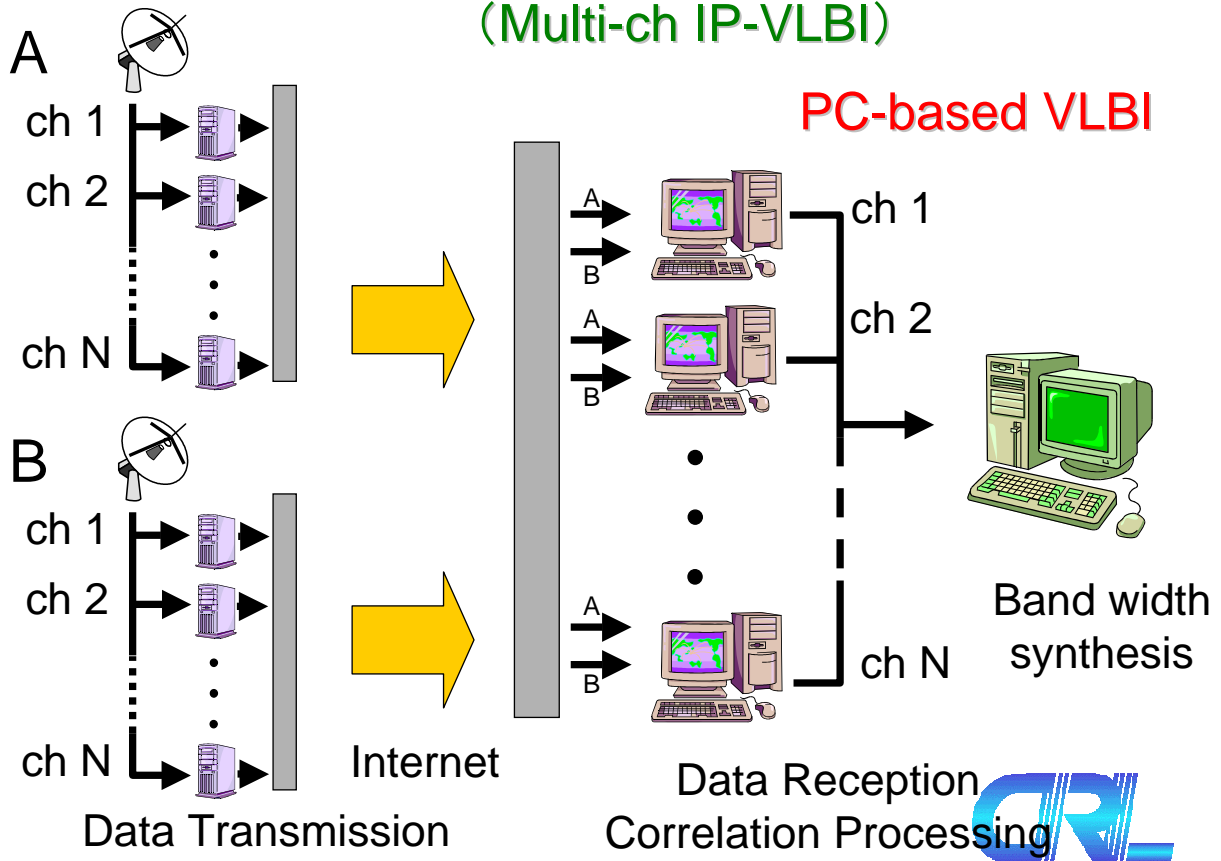 （Multi-ch IP-VLBI）
PC-based VLBI
A
ch 1
ch 2
ch N
B
ch 1
ch 2
ch N
Data Transmission
Internet
A
B
A
B
A
B
ch 1
ch 2
ch N
Data Reception
Correlation Processing
Band width
synthesis
CRL